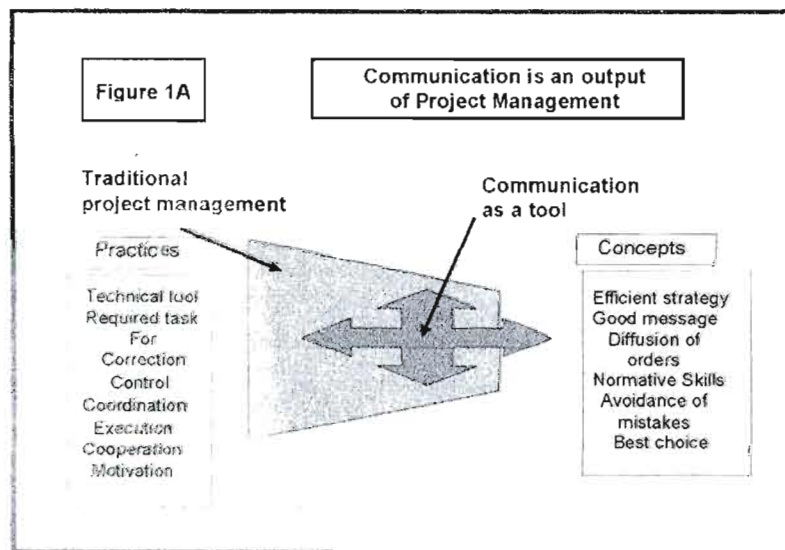 Figure 1A
Communication is an output
of Project Management
Traditional
project management
Communication
as a tool
Practices
Technical tool
Required task
For
Correction
Control
Coordination
Execution
Cooperation
Motivation
Concepts
Efficient strategy
Good message
Diffusion of
orders
Normative Skills
Avoidance of
mistakes
Best choice